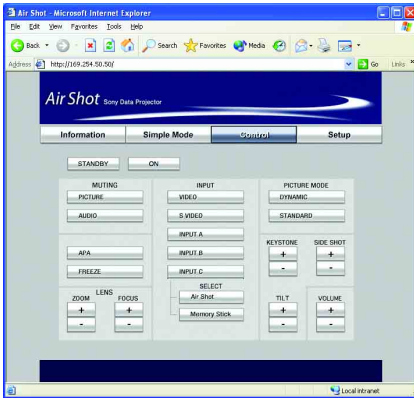 Air Shot - Microsoft Internet Explorer
File Edit View Favorites Tools Help
Back Search Favorites Media
Address http://169.254.50.50/ Go Links
Air Shot Sony Data Projector
Information Simple Mode Control Setup
STANDBY ON
MUTING INPUT PICTURE MODE
PICTURE VIDEO DYNAMIC
AUDIO S VIDEO STANDARD
INPUT A
KEYSTONE SIDE SHOT
APA INPUT B + +
FREEZE INPUT C - -
LENS SELECT
ZOOM FOCUS Air Shot TILT VOLUME
+ + Memory Stick + +
- - - -
Local intranet